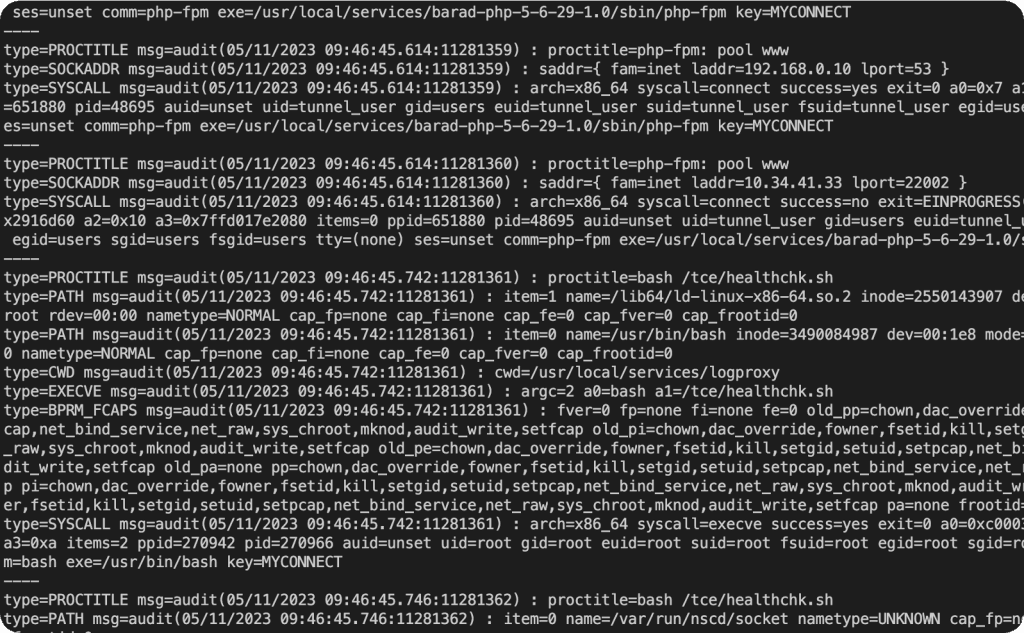 ses=unset comm=php-fpm exe=/usr/local/services/barad-php-5-6-29-1.0/sbin/php-fpm key=MYCONNECT
----
type=PROCTITLE msg=audit(05/11/2023 09:46:45.614:11281359) : proctitle=php-fpm: pool www
type=SOCKADDR msg=audit(05/11/2023 09:46:45.614:11281359) : saddr={ fam=inet laddr=192.168.0.10 lport=53 }
type=SYSCALL msg=audit(05/11/2023 09:46:45.614:11281359) : arch=x86_64 syscall=connect success=yes exit=0 a0=0x7 a1
=651880 pid=48695 auid=unset uid=tunnel_user gid=users euid=tunnel_user suid=tunnel_user fsuid=tunnel_user egid=use
es=unset comm=php-fpm exe=/usr/local/services/barad-php-5-6-29-1.0/sbin/php-fpm key=MYCONNECT
----
type=PROCTITLE msg=audit(05/11/2023 09:46:45.614:11281360) : proctitle=php-fpm: pool www
type=SOCKADDR msg=audit(05/11/2023 09:46:45.614:11281360) : saddr={ fam=inet laddr=10.34.41.33 lport=22002 }
type=SYSCALL msg=audit(05/11/2023 09:46:45.614:11281360) : arch=x86_64 syscall=connect success=no exit=EINPROGRESS(
x2916d60 a2=0x10 a3=0x7ffd017e2080 items=0 ppid=651880 pid=48695 auid=unset uid=tunnel_user gid=users euid=tunnel_u
egid=users sgid=users fsgid=users tty=(none) ses=unset comm=php-fpm exe=/usr/local/services/barad-php-5-6-29-1.0/s
----
type=PROCTITLE msg=audit(05/11/2023 09:46:45.742:11281361) : proctitle=bash /tce/healthchk.sh
type=PATH msg=audit(05/11/2023 09:46:45.742:11281361) : item=1 name=/lib64/ld-linux-x86-64.so.2 inode=2550143907 de
root rdev=00:00 nametype=NORMAL cap_fp=none cap_fi=none cap_fe=0 cap_fver=0 cap_frootid=0
type=PATH msg=audit(05/11/2023 09:46:45.742:11281361) : item=0 name=/usr/bin/bash inode=3490084987 dev=00:1e8 mode=
0 nametype=NORMAL cap_fp=none cap_fi=none cap_fe=0 cap_fver=0 cap_frootid=0
type=CWD msg=audit(05/11/2023 09:46:45.742:11281361) : cwd=/usr/local/services/logproxy
type=EXECVE msg=audit(05/11/2023 09:46:45.742:11281361) : argc=2 a0=bash a1=/tce/healthchk.sh
type=BPRM_FCAPS msg=audit(05/11/2023 09:46:45.742:11281361) : fver=0 fp=none fi=none fe=0 old_pp=chown,dac_override
cap,net_bind_service,net_raw,sys_chroot,mknod,audit_write,setfcap old_pi=chown,dac_override,fowner,fsetid,kill,setg
_raw,sys_chroot,mknod,audit_write,setfcap old_pe=chown,dac_override,fowner,fsetid,kill,setgid,setuid,setpcap,net_bi
dit_write,setfcap old_pa=none pp=chown,dac_override,fowner,fsetid,kill,setgid,setuid,setpcap,net_bind_service,net_r
p pi=chown,dac_override,fowner,fsetid,kill,setgid,setuid,setpcap,net_bind_service,net_raw,sys_chroot,mknod,audit_wr
er,fsetid,kill,setgid,setuid,setpcap,net_bind_service,net_raw,sys_chroot,mknod,audit_write,setfcap pa=none frootid=
type=SYSCALL msg=audit(05/11/2023 09:46:45.742:11281361) : arch=x86_64 syscall=execve success=yes exit=0 a0=0xc0003
a3=0xa items=2 ppid=270942 pid=270966 auid=unset uid=root gid=root euid=root suid=root fsuid=root egid=root sgid=ro
m=bash exe=/usr/bin/bash key=MYCONNECT
----
type=PROCTITLE msg=audit(05/11/2023 09:46:45.746:11281362) : proctitle=bash /tce/healthchk.sh
type=PATH msg=audit(05/11/2023 09:46:45.746:11281362) : item=0 name=/var/run/nscd/socket nametype=UNKNOWN cap_fp=n